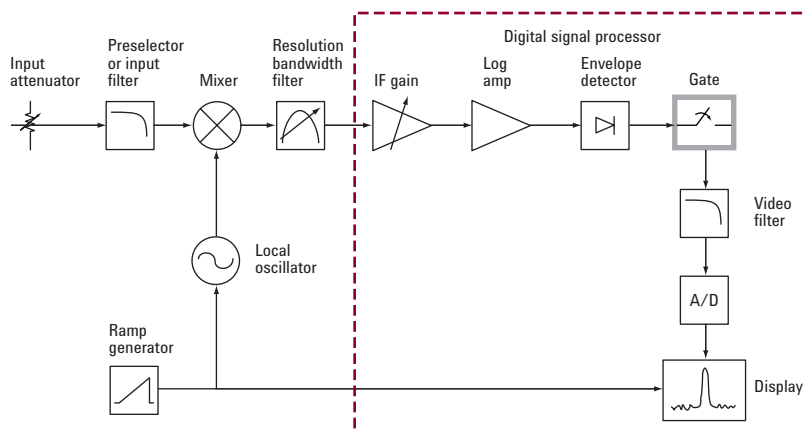 Digital signal processor
Input
attenuator
Preselector
or input
filter
Mixer
Resolution
bandwidth
filter
IF gain
Log
amp
Envelope
detector
Gate
Video
filter
Local
oscillator
A/D
Ramp
generator
Display